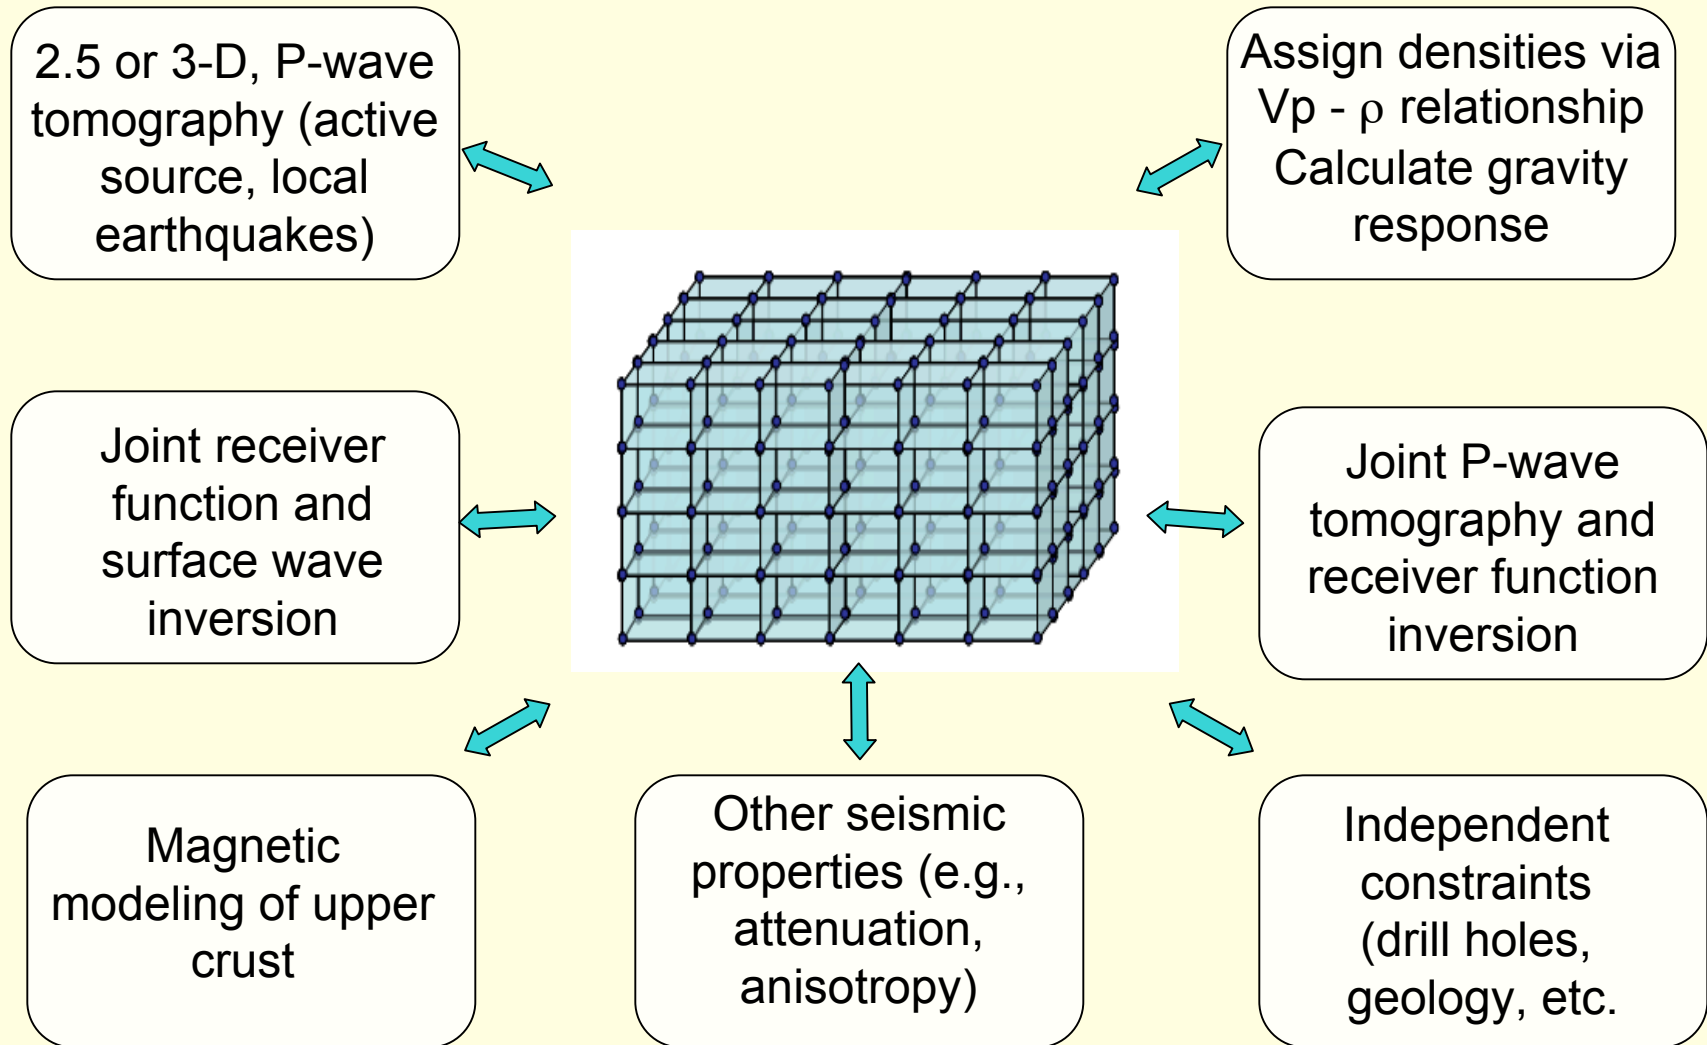 2.5 or 3-D, P-wave
tomography (active
source, local
earthquakes)
Assign densities via
Vp - ρ relationship
Calculate gravity
response
Joint receiver
function and
surface wave
inversion
Joint P-wave
tomography and
receiver function
inversion
Magnetic
modeling of upper
crust
Other seismic
properties (e.g.,
attenuation,
anisotropy)
Independent
constraints
(drill holes,
geology, etc.